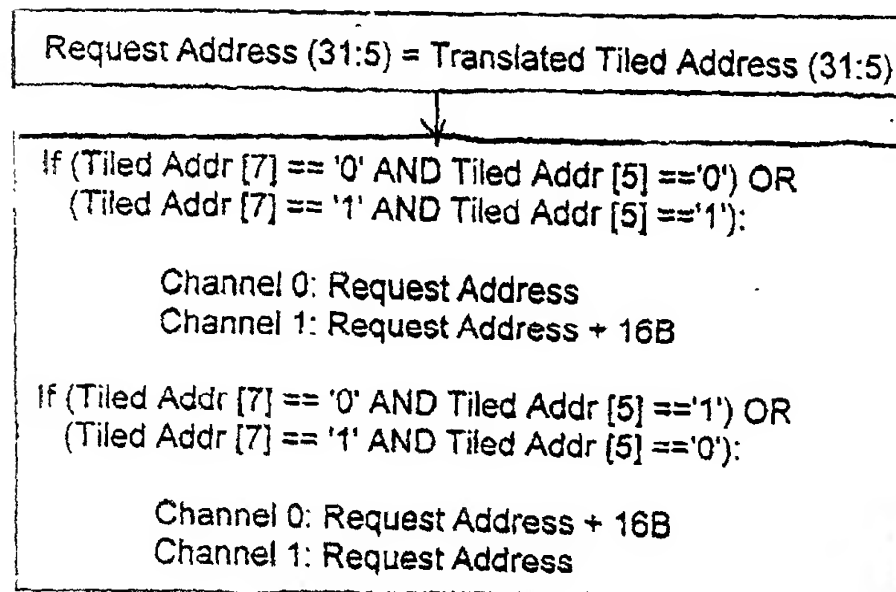 Request Address (31:5) = Translated Tiled Address (31:5)
If (Tiled Addr [7] == '0' AND Tiled Addr [5] =='0') OR
(Tiled Addr [7] == '1' AND Tiled Addr [5] =='1'):
Channel 0: Request Address
Channel 1: Request Address + 16B
If (Tiled Addr [7] == '0' AND Tiled Addr [5] =='1') OR
(Tiled Addr [7] == '1' AND Tiled Addr [5] =='0'):
Channel 0: Request Address + 16B
Channel 1: Request Address